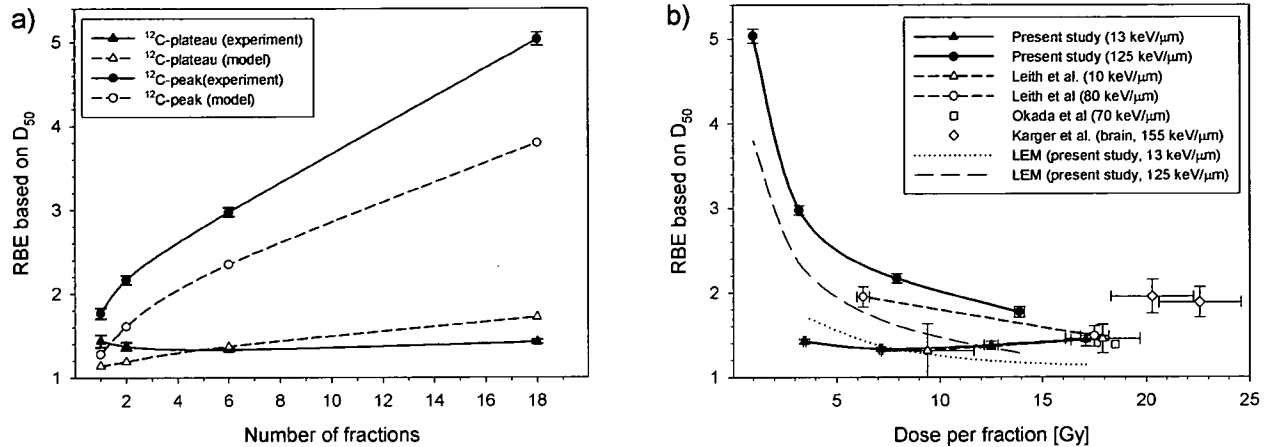 a)
RBE based on D50
5
4
3
2
1
2 4 6 8 10 12 14 16 18
Number of fractions
12C-plateau (experiment)
12C-plateau (model)
12C-peak(experiment)
12C-peak (model)
b)
RBE based on D50
5
4
3
2
1
0 5 10 15 20 25
Dose per fraction [Gy]
Present study (13 keV/μm)
Present study (125 keV/μm)
Leith et al. (10 keV/μm)
Leith et al (80 keV/μm)
Okada et al (70 keV/μm)
Karger et al. (brain, 155 keV/μm)
LEM (present study, 13 keV/μm)
LEM (present study, 125 keV/μm)